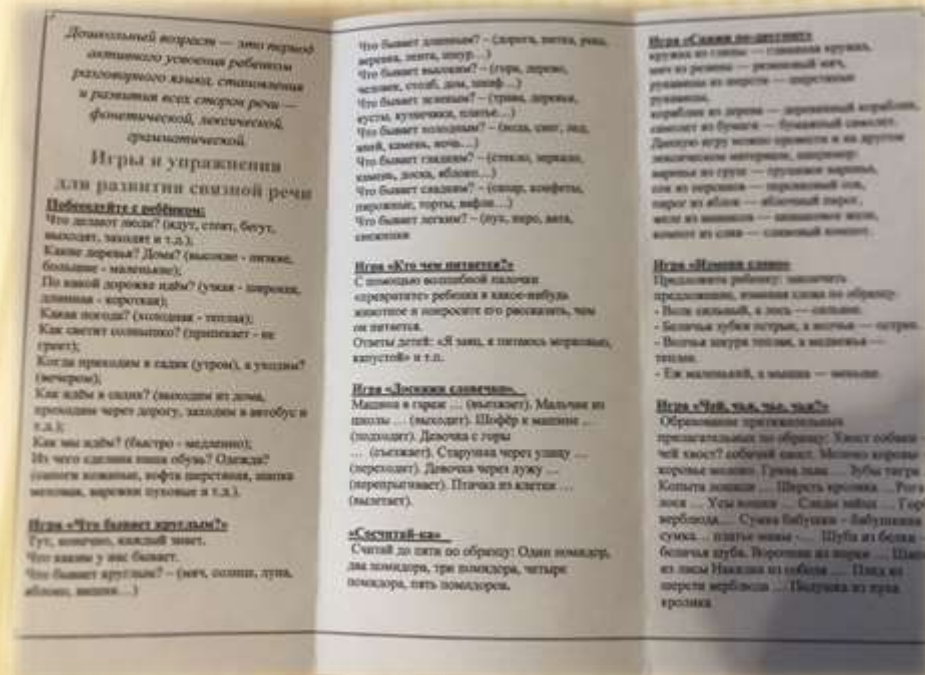 Дошкольный возраст — это период
активного усвоения ребенком
разговорного языка, становления
и развития всех сторон речи —
фонетической, лексической,
грамматической.
Игры и упражнения
для развития связной речи
Побеседуйте с ребёнком:
Что делают люди? (идут, стоят, бегут,
выходят, заходят и т.д.);
Какие деревья? Дома? (высокие - низкие,
большие - маленькие);
По какой дорожке идём? (узкая - широкая,
длинная - короткая);
Какая погода? (холодная - теплая);
Как светит солнышко? (припекает - не
греет);
Когда приходим в садик (утром), а уходим?
(вечером);
Как идём в садик? (выходим из дома,
проходим через дорогу, заходим в автобус и
т.д.);
Как мы идём? (быстро - медленно);
Из чего сделана наша обувь? Одежда?
(сапоги кожаные, кофта шерстяная, шапка
меховая, варежки пуховые и т.д.).
Игра «Что бывает круглым?»
Тут, конечно, каждый знает,
Что каким у нас бывает.
Что бывает круглым? – (мяч, солнце, луна,
яблоко, вишня…)
Что бывает длинным? – (дорога, нитка, река,
веревка, лента, шнур…)
Что бывает высоким? – (гора, дерево,
человек, столб, дом, шкаф…)
Что бывает зеленым? – (трава, деревья,
кусты, кузнечики, платье…)
Что бывает холодным? – (вода, снег, лед,
иней, камень, ночь…)
Что бывает гладким? – (стекло, зеркало,
камень, доска, яблоко…)
Что бывает сладким? – (сахар, конфеты,
пирожные, торты, вафли…)
Что бывает легким? – (пух, перо, вата,
снежинки
Игра «Кто чем питается?»
С помощью волшебной палочки
«превратите» ребенка в какое-нибудь
животное и попросите его рассказать, чем
он питается.
Ответы детей: «Я заяц, я питаюсь морковью,
капустой» и т.п.
Игра «Доскажи словечко».
Машина в гараж … (въезжает). Мальчик из
школы … (выходит). Шофёр к машине …
(подходит). Девочка с горы
… (съезжает). Старушка через улицу …
(переходит). Девочка через лужу …
(перепрыгивает). Птичка из клетки …
(вылетает).
«Сосчитай-ка»
Считай до пяти по образцу: Один помидор,
два помидора, три помидора, четыре
помидора, пять помидоров.
Игра «Скажи по-другому»
кружка из глины — глиняная кружка,
мяч из резины — резиновый мяч,
рукавицы из шерсти — шерстяные
рукавицы,
кораблик из дерева — деревянный кораблик,
самолет из бумаги — бумажный самолет.
Данную игру можно провести и на другом
лексическом материале, например:
варенье из груш — грушевое варенье,
сок из персиков — персиковый сок,
пирог из яблок — яблочный пирог,
желе из ананасов — ананасовое желе,
компот из слив — сливовый компот.
Игра «Измени слово»
Предложите ребенку: закончить
предложение, изменяя слова по образцу.
- Волк сильный, а лось — сильнее.
- Беличьи зубки острые, а волчьи — острее.
- Волчья шкура теплая, а медвежья —
теплее.
- Еж маленький, а мышка — меньше.
Игра «Чей, чья, чье, чьи?»
Образование притяжательных
прилагательных по образцу: Хвост собаки -
чей хвост? собачий хвост. Молоко коровы-
коровье молоко. Грива льва … Зубы тигра
Копыта лошади … Шерсть кролика … Рога
лося … Усы кошки … Следы зайца … Горб
верблюда… Сумка бабушки – бабушкина
сумка… платье мамы -… Шуба из белки –
беличья шуба. Воротник из норки …
из лисы Накидка из соболя … Плед из
шерсти верблюда … Подушка из пуха
кролика